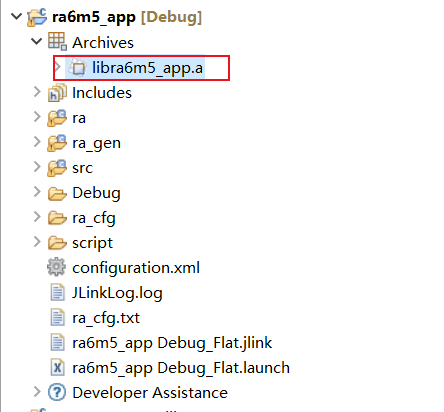 ra6m5_app [Debug]
Archives
libra6m5_app.a
Includes
ra
ra_gen
src
Debug
ra_cfg
script
configuration.xml
JLinkLog.log
ra_cfg.txt
ra6m5_app Debug_Flat.jlink
ra6m5_app Debug_Flat.launch
Developer Assistance